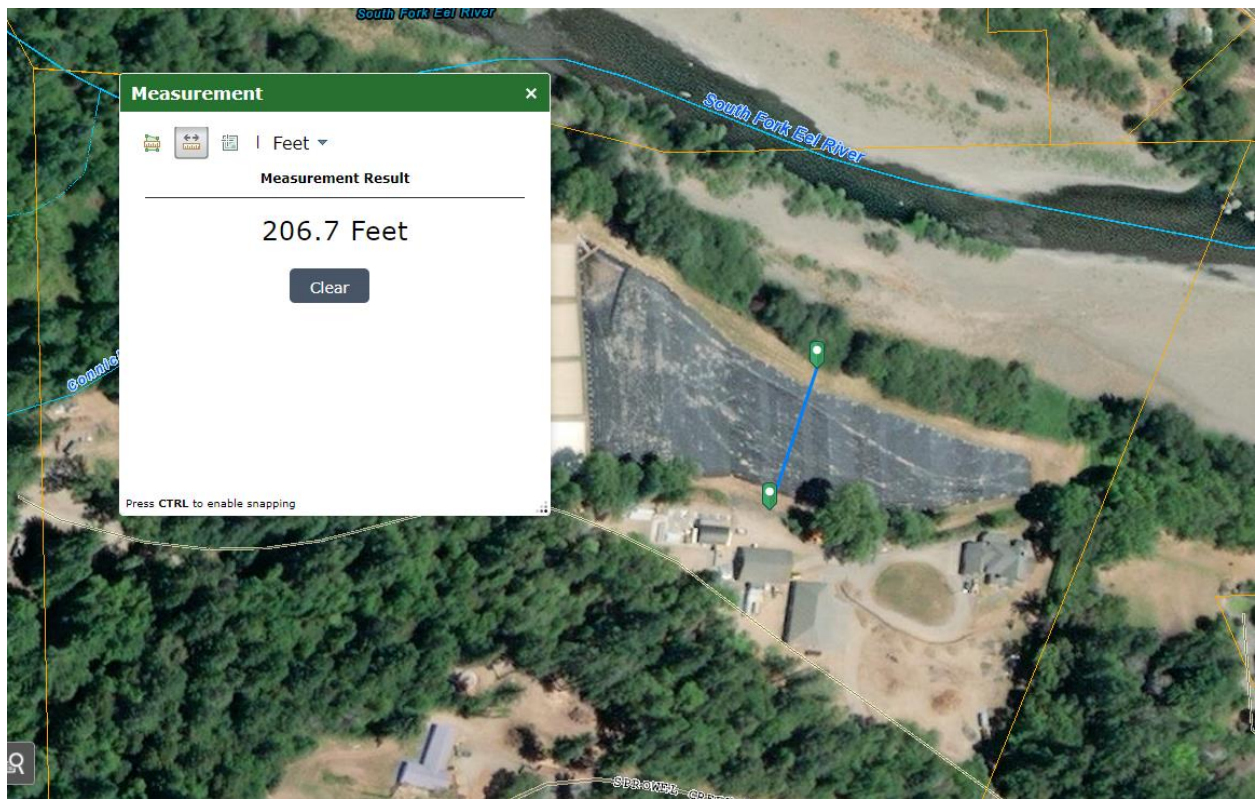 South Fork Eel River
Measurement ×
Feet
Measurement Result
South Fork Eel River
206.7 Feet
Clear
Press CTRL to enable snapping
SPROWEL